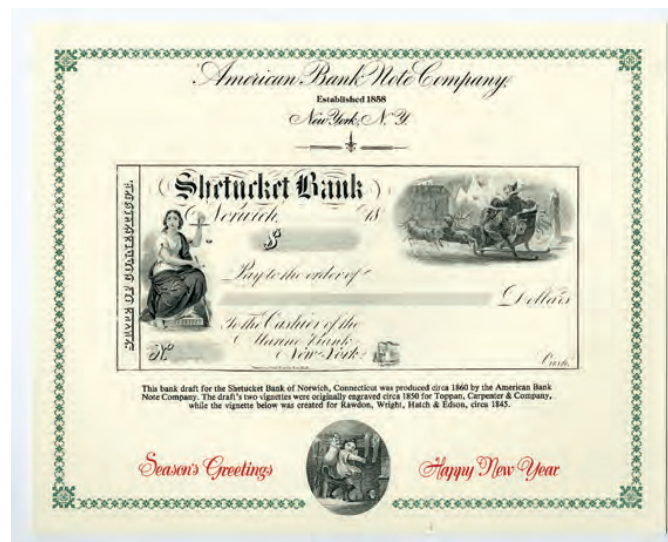 American Bank Note Company
Established 1858
New York, N.Y.
Shetucket Bank
Norwich, 18
$
Pay to the order of
Dollars
To the Cashier of the
Marine Bank
New York
No.
Cash.
This bank draft for the Shetucket Bank of Norwich, Connecticut was produced circa 1860 by the American Bank
Note Company. The draft's two vignettes were originally engraved circa 1850 for Toppan, Carpenter & Company,
while the vignette below was created for Rawdon, Wright, Hatch & Edson, circa 1845.
Season's Greetings
Happy New Year